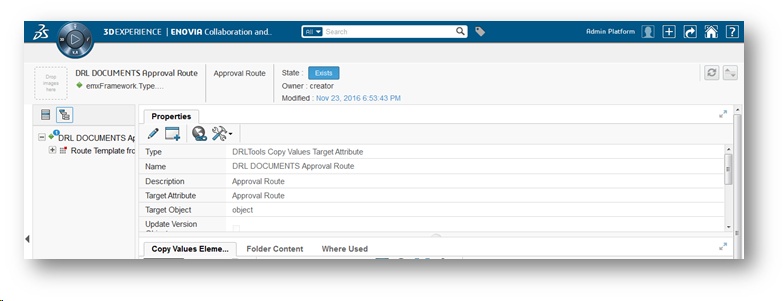 3DEXPERIENCE | ENOVIA Collaboration and..
All
Search
Admin Platform
Drop images here
DRL DOCUMENTS Approval Route
emxFramework.Type....
Approval Route
State : Exists
Owner : creator
Modified : Nov 23, 2016 6:53:43 PM
DRL DOCUMENTS Ap
Route Template fro
Properties
Type DRLTools Copy Values Target Attribute
Name DRL DOCUMENTS Approval Route
Description Approval Route
Target Attribute Approval Route
Target Object object
Update Version
Copy Values Eleme... Folder Content Where Used